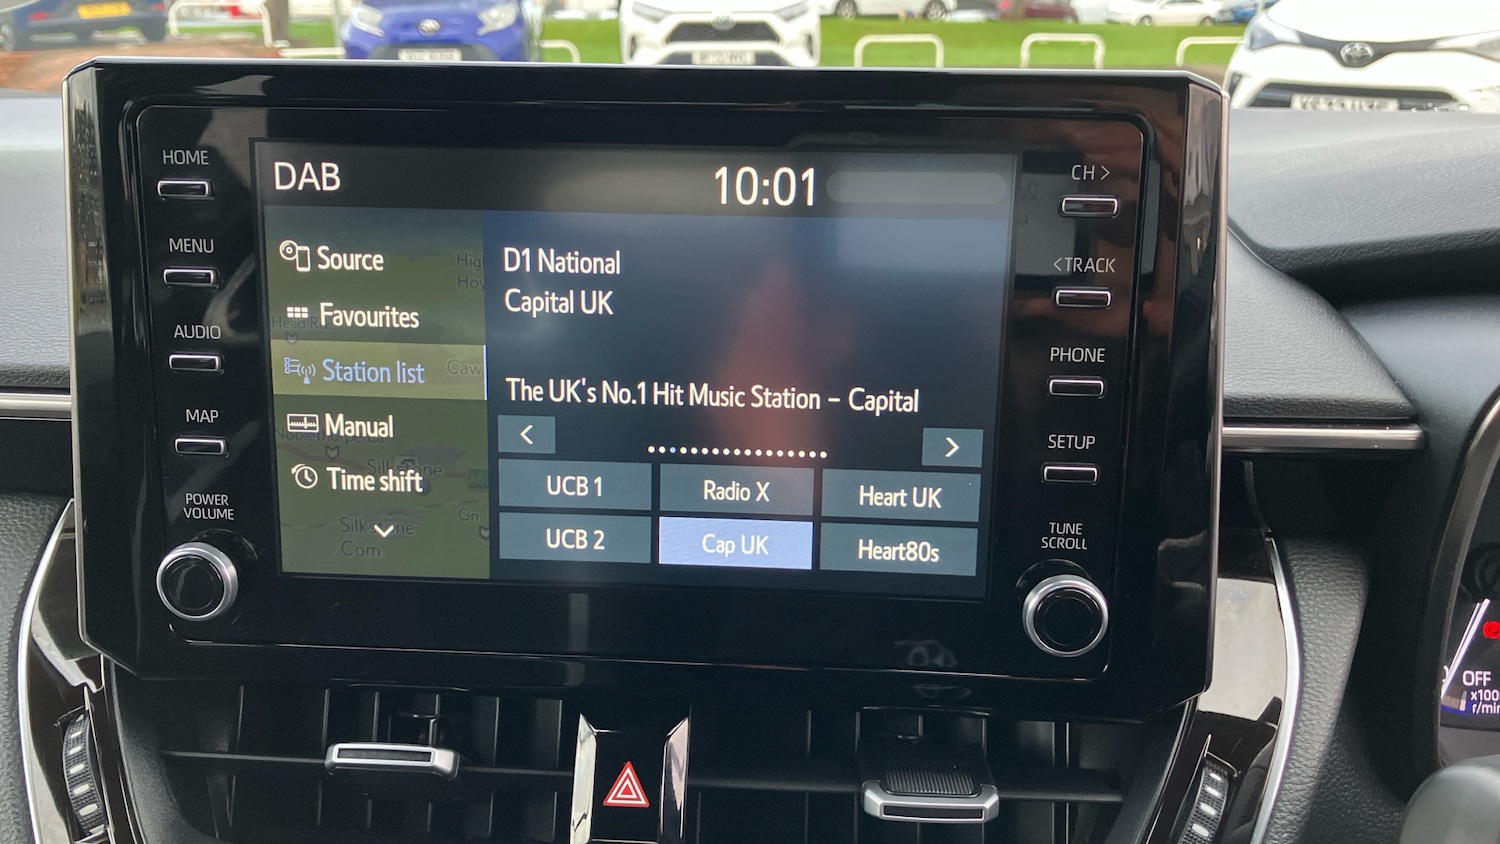 HOME
MENU
AUDIO
MAP
POWER
VOLUME
DAB
10:01
Source
Favourites
Station list
Manual
Time shift
D1 National
Capital UK
The UK's No.1 Hit Music Station – Capital
<
>
UCB 1
Radio X
Heart UK
UCB 2
Cap UK
Heart80s
CH >
< TRACK
PHONE
SETUP
TUNE
SCROLL
OFF